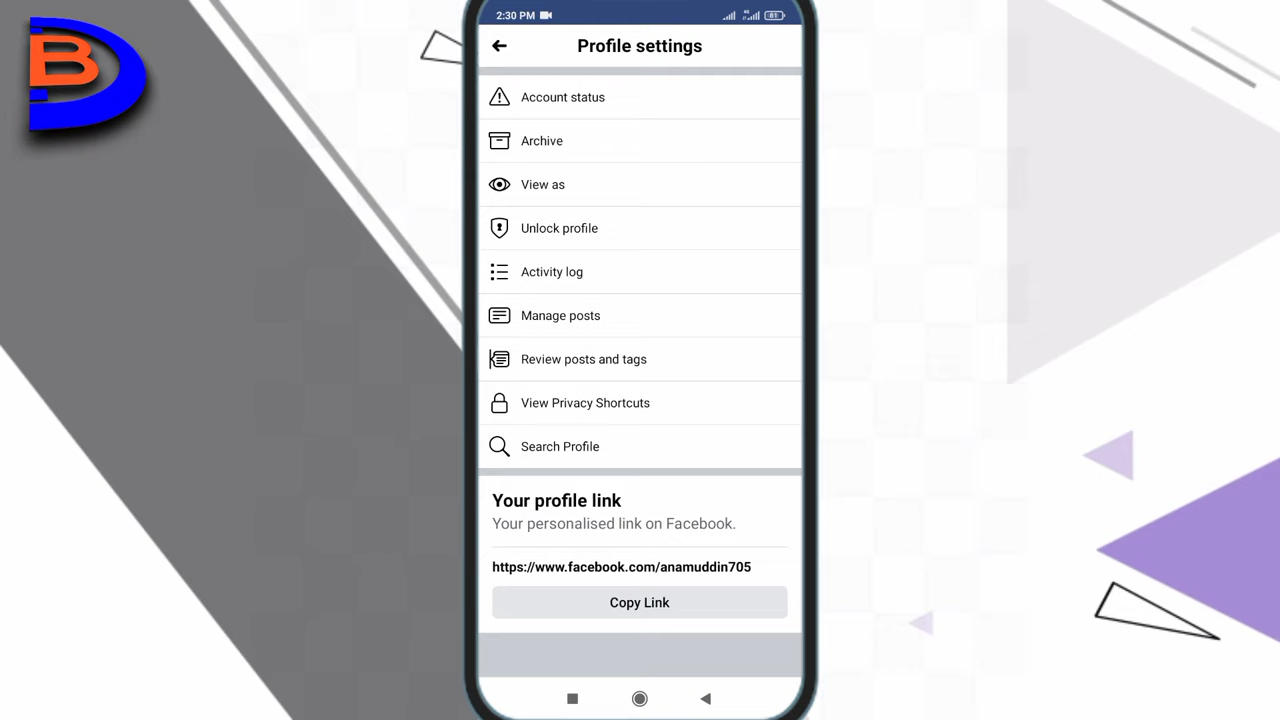 B
2:30 PM
4G
61
Profile settings
Account status
Archive
View as
Unlock profile
Activity log
Manage posts
Review posts and tags
View Privacy Shortcuts
Search Profile
Your profile link
Your personalised link on Facebook.
https://www.facebook.com/anamuddin705
Copy Link